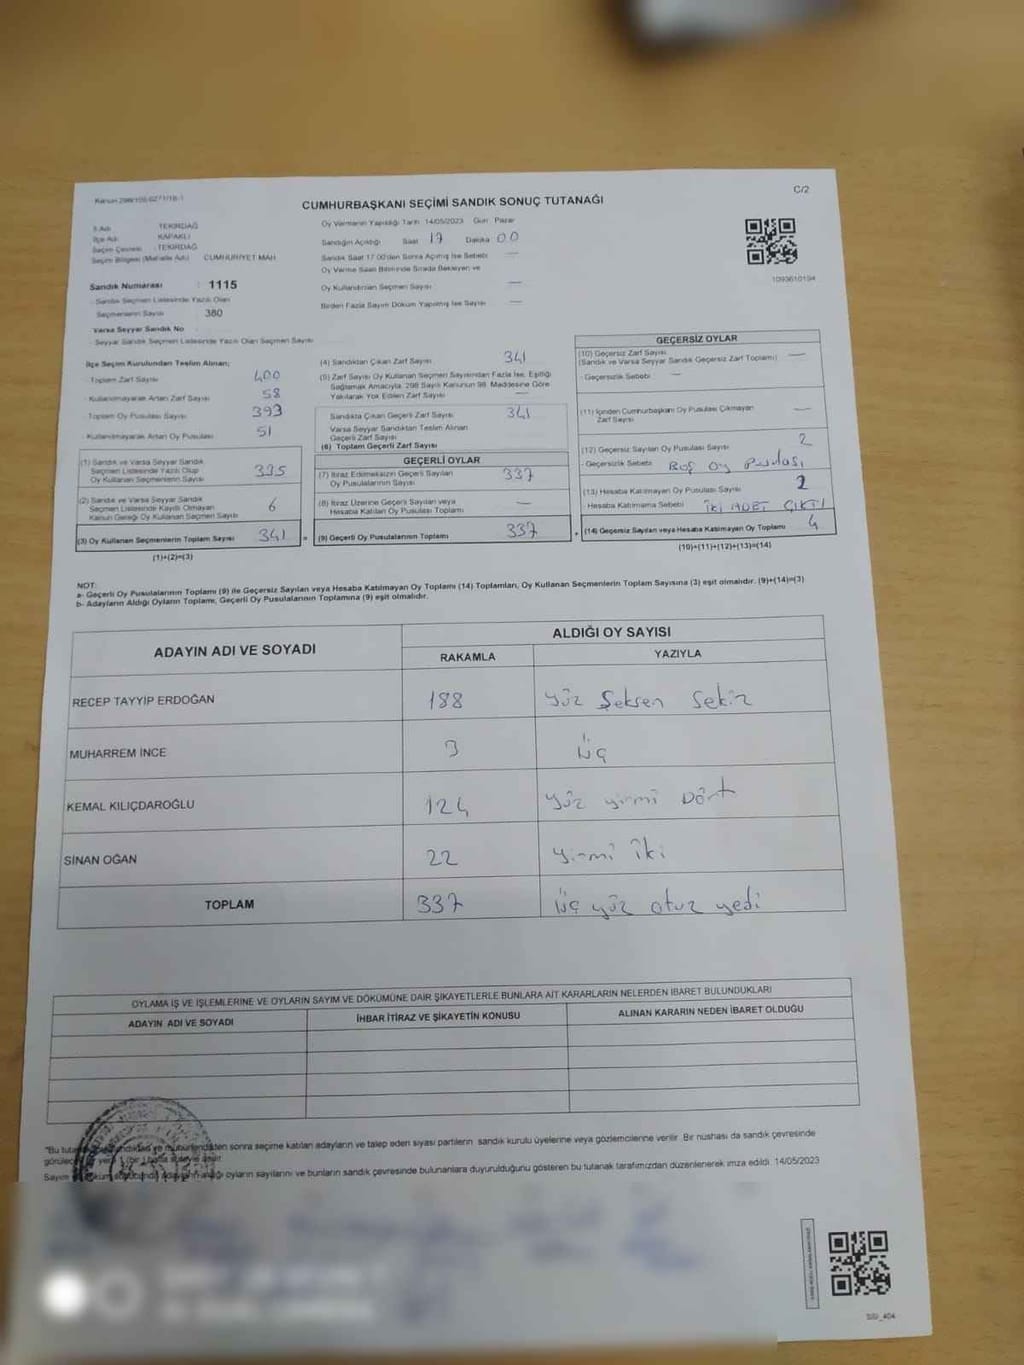 C/2
Kanun 298/105,6271/18-1
CUMHURBAŞKANI SEÇİMİ SANDIK SONUÇ TUTANAĞI
İl Adı TEKİRDAĞ
İlçe Adı KAPAKLI
Seçim Çevresi : TEKİRDAĞ
Seçim Bölgesi (Mahalle Adı) CUMHURİYET MAH.
Sandık Numarası : 1115
- Sandık Seçmen Listesinde Yazılı Olan
Seçmenlerin Sayısı 380
Varsa Seyyar Sandık No
- Seyyar Sandık Seçmen Listesinde Yazılı Olan Seçmen Sayısı
Oy Vermenin Yapıldığı Tarih 14/05/2023 Gün Pazar
Sandığın Açıldığı Saat 17 Dakika 00
Sandık Saat 17.00'den Sonra Açılmış İse Sebebi —
Oy Verme Saati Bitiminde Sırada Bekleyen ve
Oy Kullandırılan Seçmen Sayısı —
Birden Fazla Sayım Döküm Yapılmış İse Sayısı —
1093610194
İlçe Seçim Kurulundan Teslim Alınan;
- Toplam Zarf Sayısı 400
- Kullanılmayarak Artan Zarf Sayısı 58
- Toplam Oy Pusulası Sayısı 393
- Kullanılmayarak Artan Oy Pusulası 51
(1) Sandık ve Varsa Seyyar Sandık
Seçmen Listesinde Yazılı Olup
Oy Kullanan Seçmenlerin Sayısı 335
(2) Sandık ve Varsa Seyyar Sandık
Seçmen Listesinde Kayıtlı Olmayan
Kanun Gereği Oy Kullanan Seçmen Sayısı 6
(3) Oy Kullanan Seçmenlerin Toplam Sayısı 341 =
(1)+(2)=(3)
(4) Sandıktan Çıkan Zarf Sayısı 341
(5) Zarf Sayısı Oy Kullanan Seçmen Sayısından Fazla İse, Eşitliği
Sağlamak Amacıyla, 298 Sayılı Kanunun 98. Maddesine Göre
Yakılarak Yok Edilen Zarf Sayısı —
Sandıkta Çıkan Geçerli Zarf Sayısı 341
Varsa Seyyar Sandıktan Teslim Alınan
Geçerli Zarf Sayısı
(6) Toplam Geçerli Zarf Sayısı
GEÇERLİ OYLAR
(7) İtiraz Edilmeksizin Geçerli Sayılan
Oy Pusulalarının Sayısı 337
(8) İtiraz Üzerine Geçerli Sayılan veya
Hesaba Katılan Oy Pusulası Toplamı —
(9) Geçerli Oy Pusulalarının Toplamı 337 +
GEÇERSİZ OYLAR
(10) Geçersiz Zarf Sayısı
(Sandık ve Varsa Seyyar Sandık Geçersiz Zarf Toplamı) —
- Geçersizlik Sebebi —
(11) İçinden Cumhurbaşkanı Oy Pusulası Çıkmayan
Zarf Sayısı —
(12) Geçersiz Sayılan Oy Pusulası Sayısı 2
- Geçersizlik Sebebi Boş oy Pusulası
(13) Hesaba Katılmayan Oy Pusulası Sayısı 2
Hesaba Katılmama Sebebi İki ADET ÇIKTI
(14) Geçersiz Sayılan veya Hesaba Katılmayan Oy Toplamı 4
(10)+(11)+(12)+(13)=(14)
NOT:
a- Geçerli Oy Pusulalarının Toplamı (9) ile Geçersiz Sayılan veya Hesaba Katılmayan Oy Toplamı (14) Toplamları, Oy Kullanan Seçmenlerin Toplam Sayısına (3) eşit olmalıdır. (9)+(14)=(3)
b- Adayların Aldığı Oyların Toplamı, Geçerli Oy Pusulalarının Toplamına (9) eşit olmalıdır.
ADAYIN ADI VE SOYADI ALDIĞI OY SAYISI
RAKAMLA YAZIYLA
RECEP TAYYİP ERDOĞAN 188 yüz Seksen Sekiz
MUHARREM İNCE 3 üç
KEMAL KILIÇDAROĞLU 124 yüz yirmi Dört
SİNAN OĞAN 22 yirmi iki
TOPLAM 337 üç yüz otuz yedi
OYLAMA İŞ VE İŞLEMLERİNE VE OYLARIN SAYIM VE DÖKÜMÜNE DAİR ŞİKAYETLERLE BUNLARA AİT KARARLARIN NELERDEN İBARET BULUNDUKLARI
ADAYIN ADI VE SOYADI İHBAR İTİRAZ VE ŞİKAYETİN KONUSU ALINAN KARARIN NEDEN İBARET OLDUĞU
"Bu sonra seçime katılan adayların ve talep eden siyasi partilerin sandık kurulu üyelerine veya gözlemcilerine verilir. Bir nüshası da sandık çevresinde
oyların sayılarını ve bunların sandık çevresinde bulunanlara duyurulduğunu gösteren bu tutanak tarafımızdan düzenlenerek imza edildi. 14/05/2023